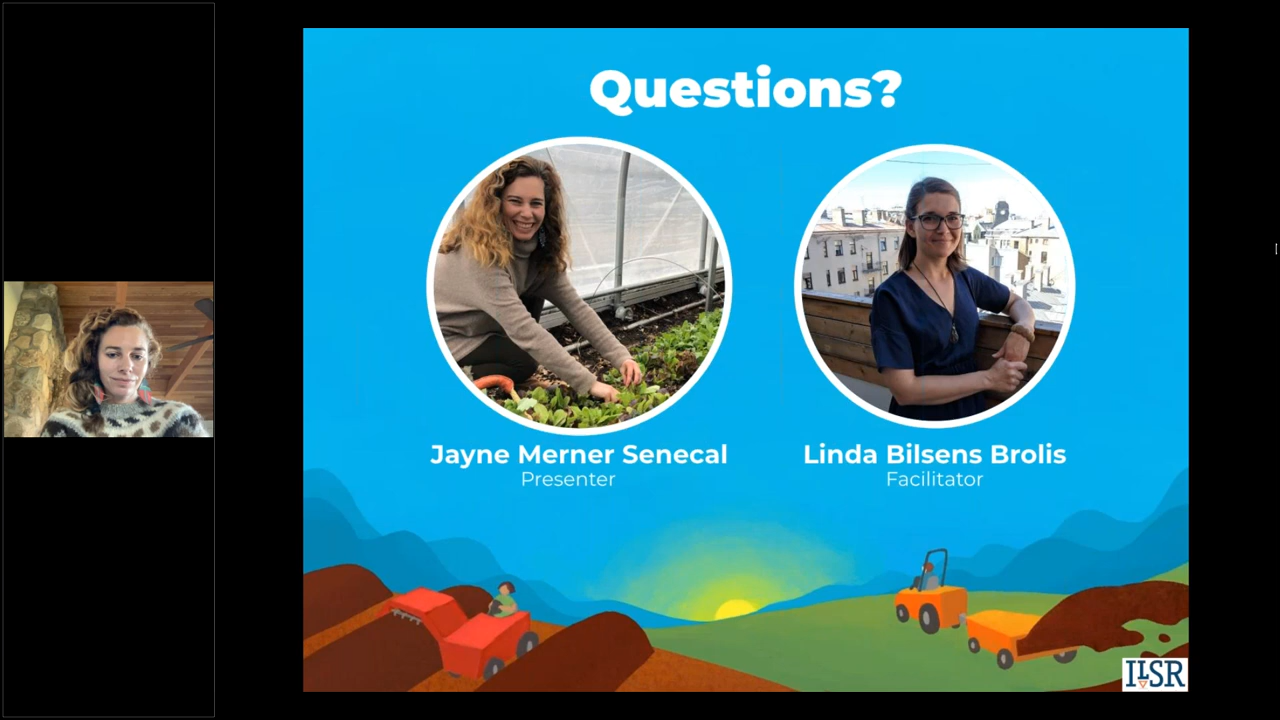 Questions?
Jayne Merner Senecal
Presenter
Linda Bilsens Brolis
Facilitator
ILSR